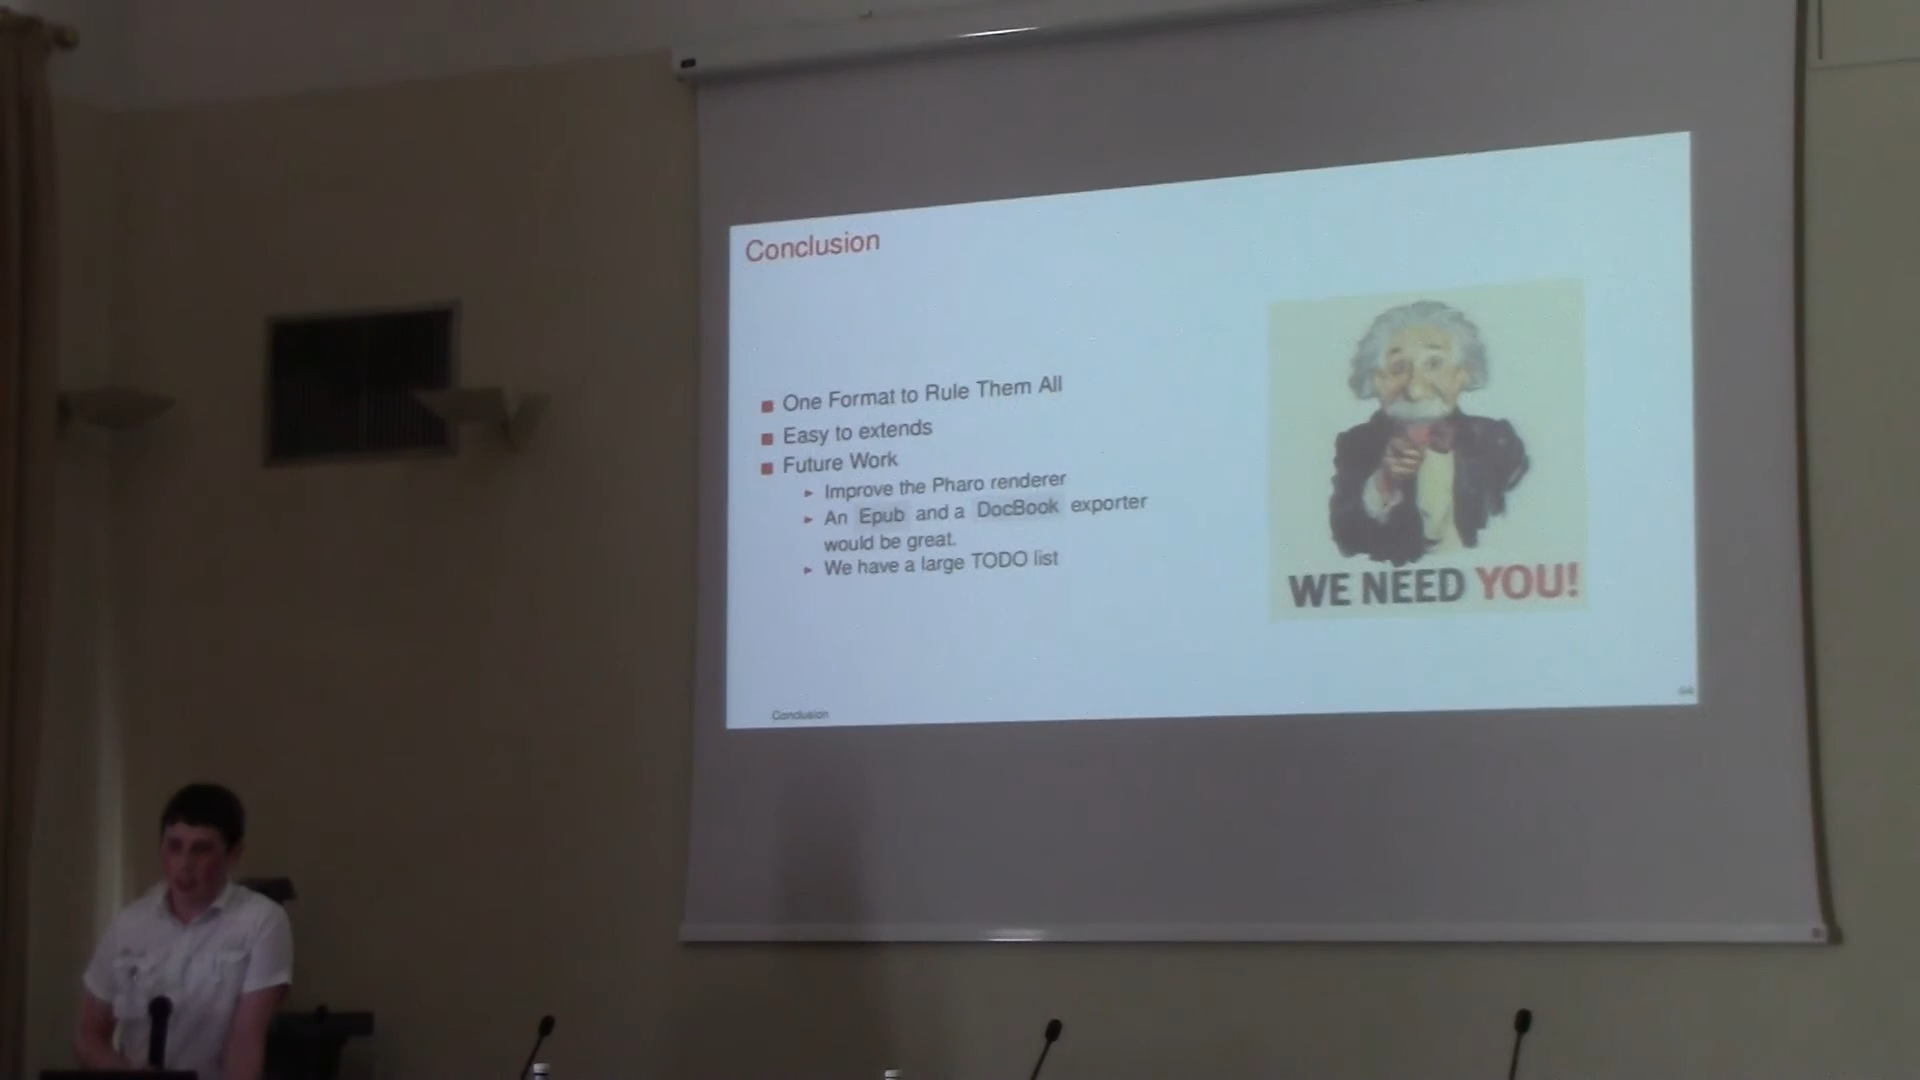 Conclusion
One Format to Rule Them All
Easy to extends
Future Work
Improve the Pharo renderer
An Epub and a DocBook exporter
would be great.
We have a large TODO list
WE NEED YOU!
Conclusion